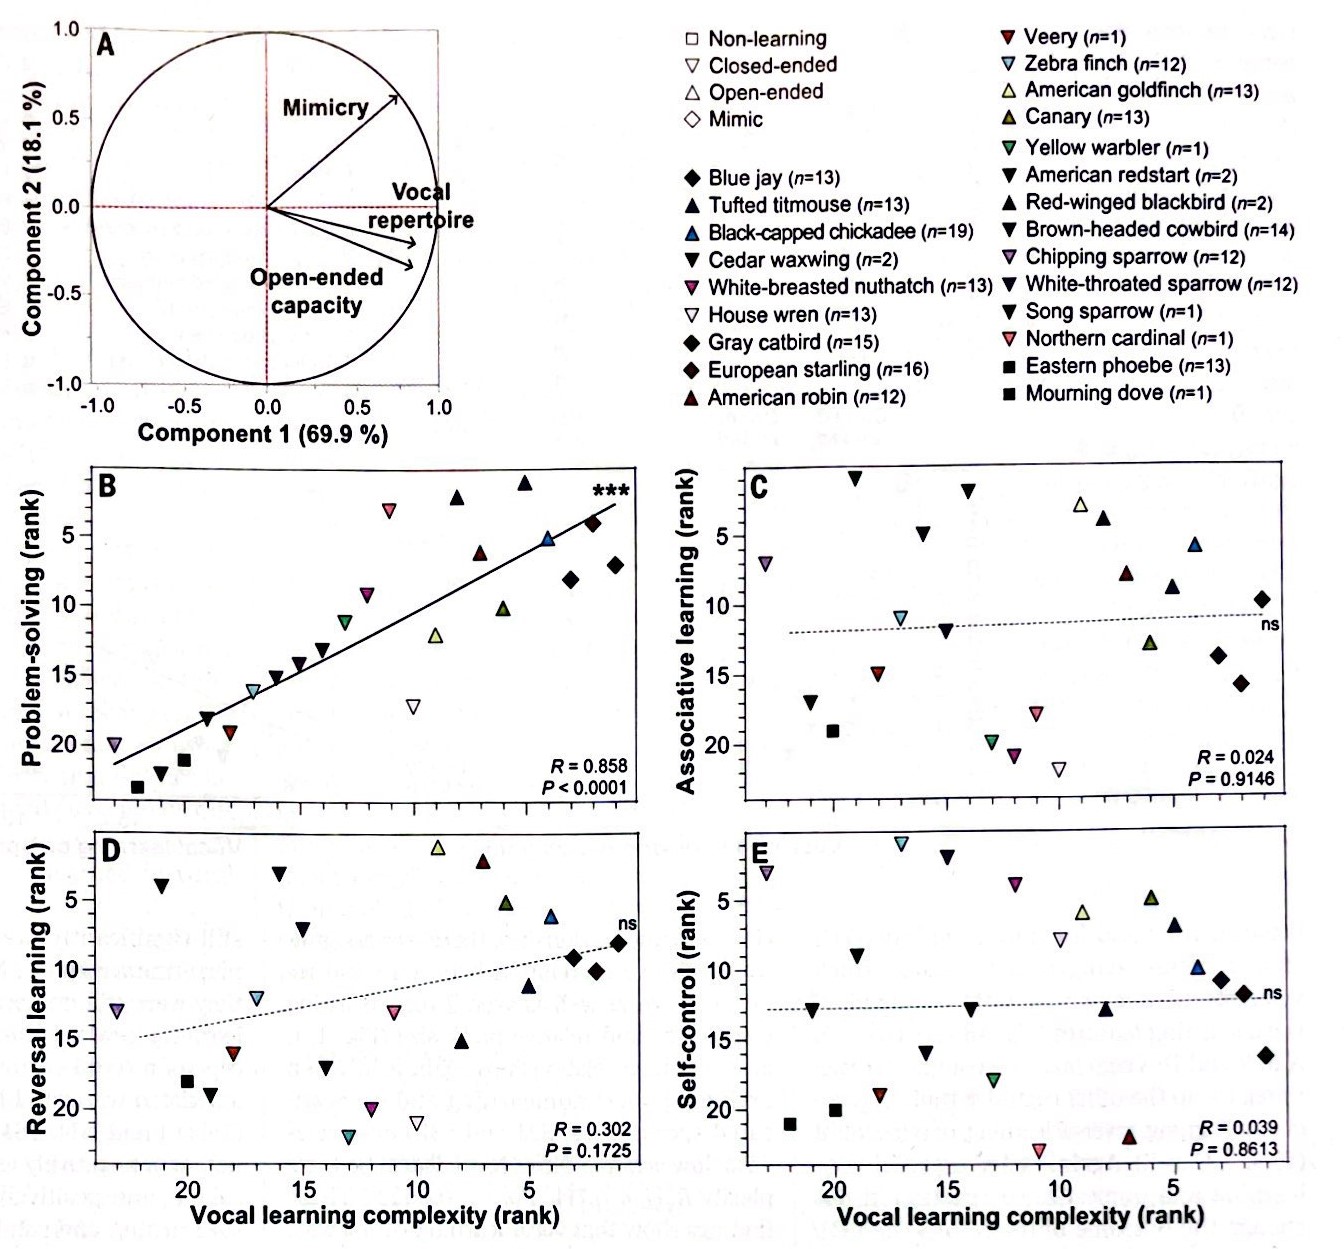 A
1.0
0.5
0.0
-0.5
-1.0
Component 2 (18.1 %)
Mimicry
Vocal
repertoire
Open-ended
capacity
-1.0 -0.5 0.0 0.5 1.0
Component 1 (69.9 %)
Non-learning
Closed-ended
Open-ended
Mimic
Blue jay (n=13)
Tufted titmouse (n=13)
Black-capped chickadee (n=19)
Cedar waxwing (n=2)
White-breasted nuthatch (n=13)
House wren (n=13)
Gray catbird (n=15)
European starling (n=16)
American robin (n=12)
Veery (n=1)
Zebra finch (n=12)
American goldfinch (n=13)
Canary (n=13)
Yellow warbler (n=1)
American redstart (n=2)
Red-winged blackbird (n=2)
Brown-headed cowbird (n=14)
Chipping sparrow (n=12)
White-throated sparrow (n=12)
Song sparrow (n=1)
Northern cardinal (n=1)
Eastern phoebe (n=13)
Mourning dove (n=1)
B
***
Problem-solving (rank)
5
10
15
20
R = 0.858
P < 0.0001
C
Associative learning (rank)
5
10
15
20
ns
R = 0.024
P = 0.9146
D
Reversal learning (rank)
5
10
15
20
ns
R = 0.302
P = 0.1725
20 15 10 5
Vocal learning complexity (rank)
E
Self-control (rank)
5
10
15
20
ns
R = 0.039
P = 0.8613
20 15 10 5
Vocal learning complexity (rank)